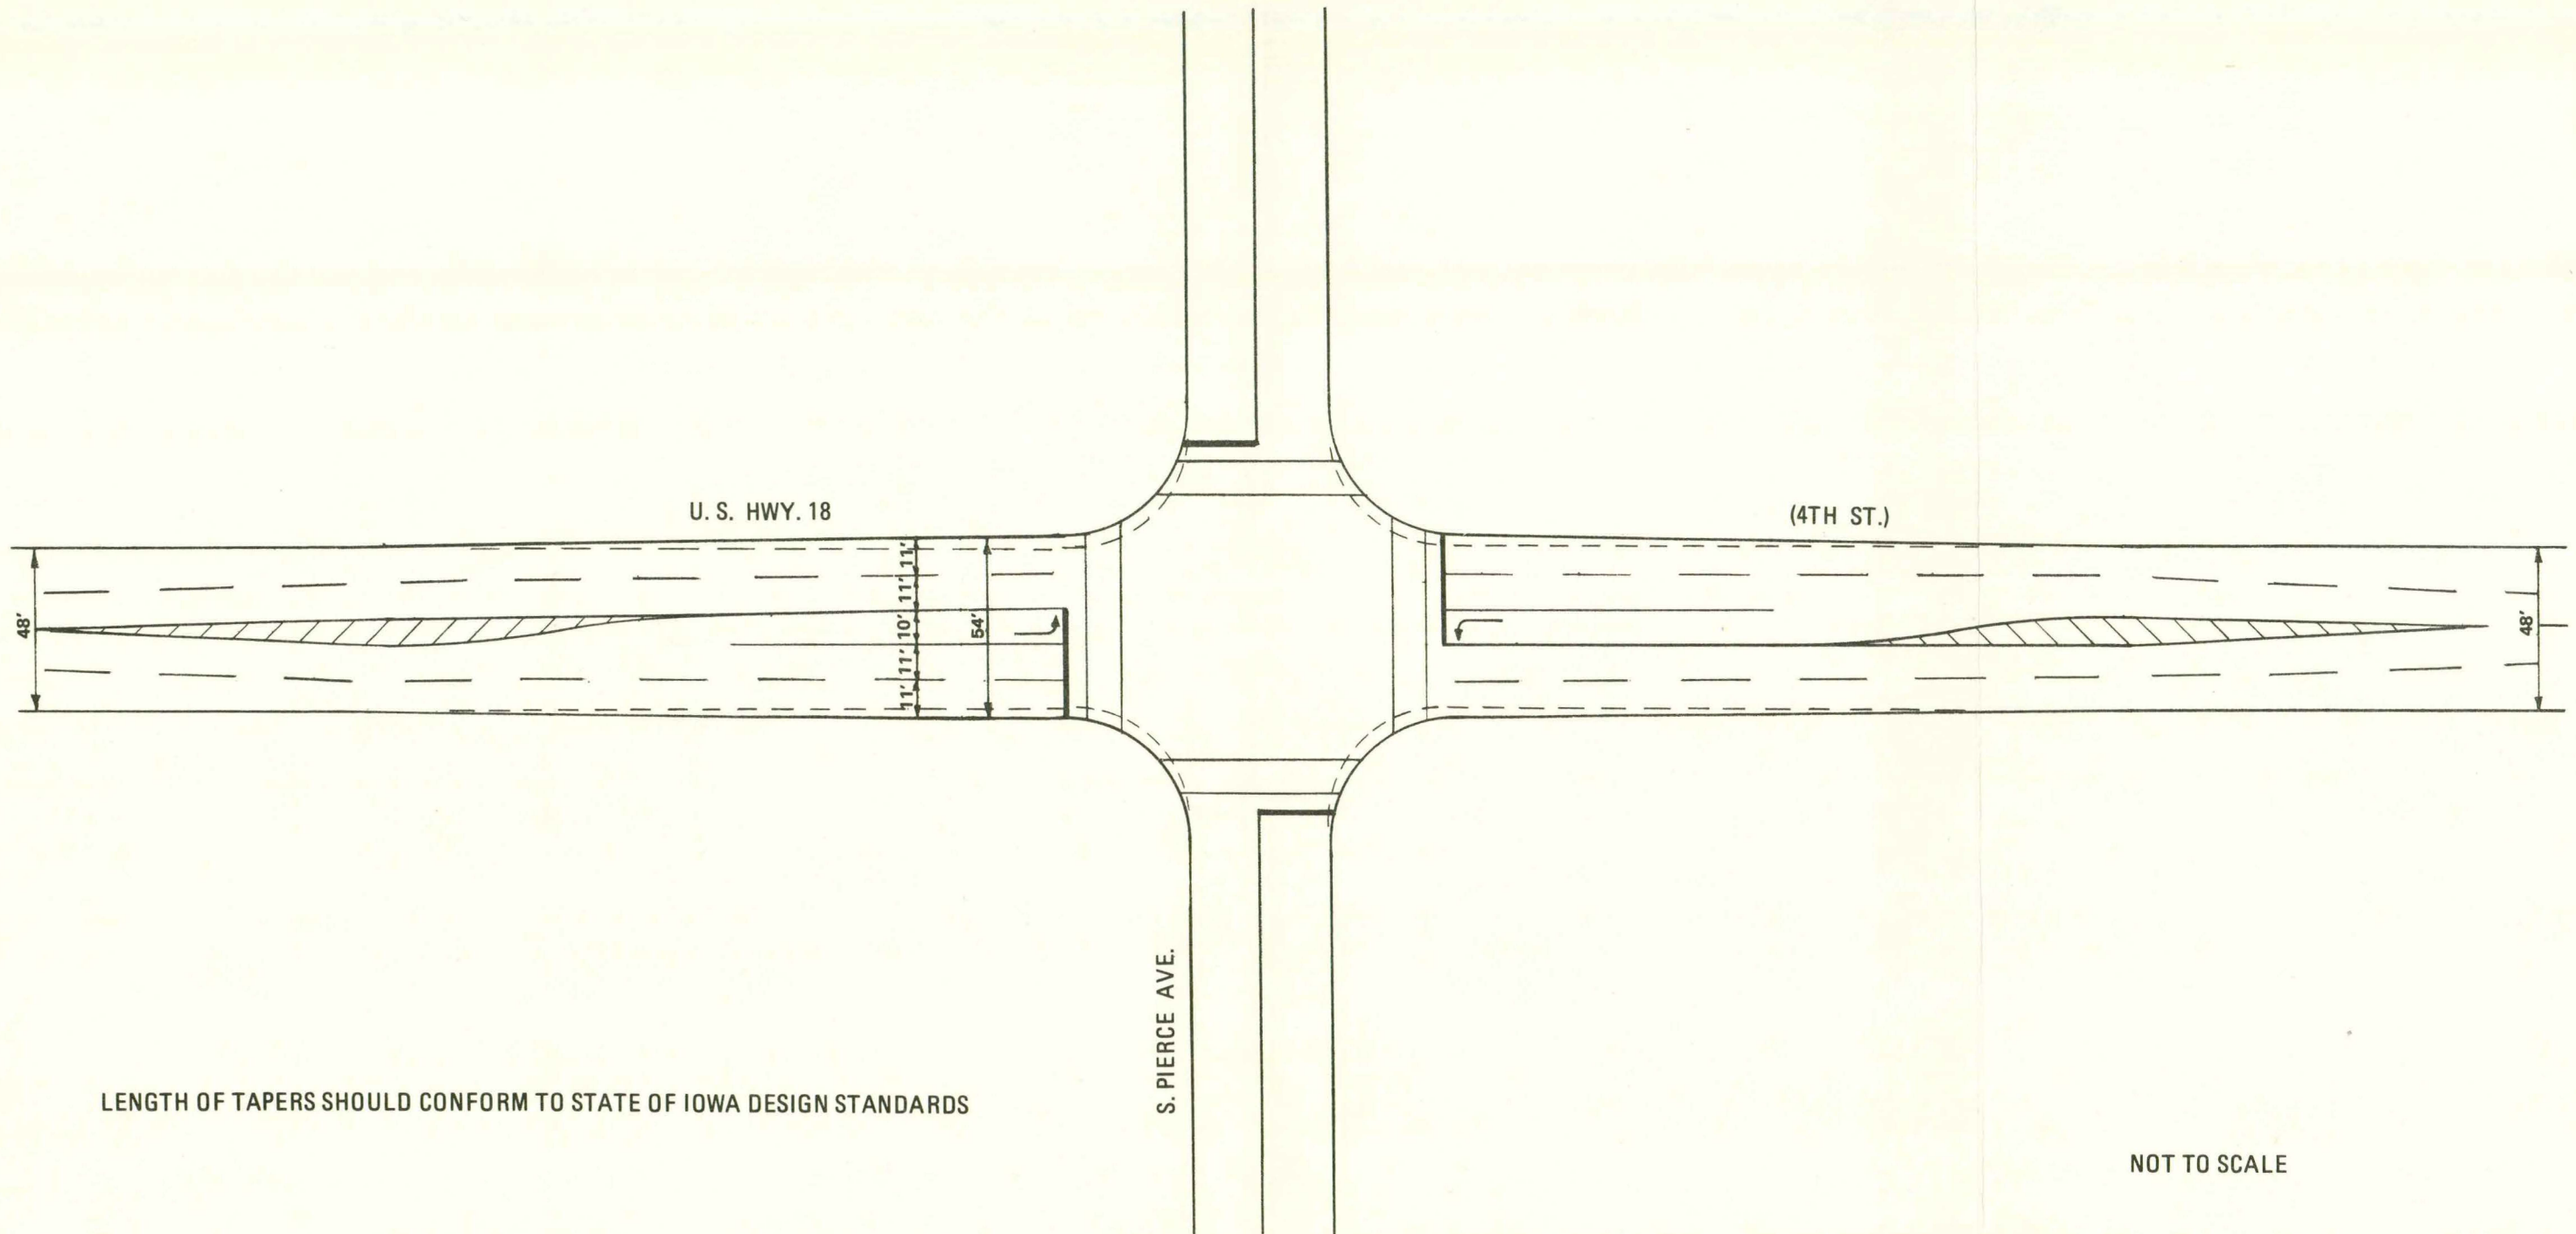 U. S. HWY. 18
(4TH ST.)
48'
11'
11'
10'
11'
11'
54'
48'
S. PIERCE AVE.
LENGTH OF TAPERS SHOULD CONFORM TO STATE OF IOWA DESIGN STANDARDS
NOT TO SCALE